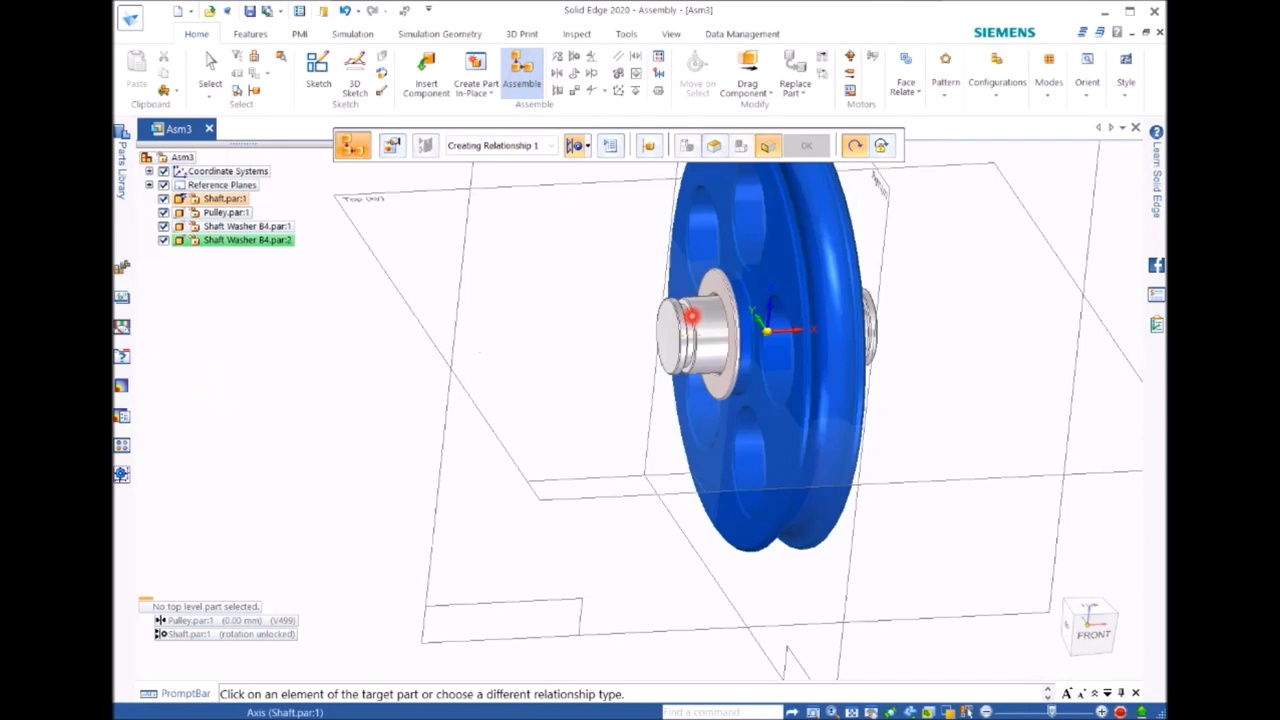 Solid Edge 2020 - Assembly - [Asm3]
Home Features PMI Simulation Simulation Geometry 3D Print Inspect Tools View Data Management
SIEMENS
Paste Select Sketch 3D Sketch Insert Component Create Part In-Place Assemble Move on Select Drag Component Replace Part Face Relate Pattern Configurations Modes Orient Style
Clipboard Select Sketch Assemble Modify Motors
Asm3
Creating Relationship 1 OK
Parts Library
Learn Solid Edge
Asm3
Coordinate Systems
Reference Planes
Shaft.par:1
Pulley.par:1
Shaft Washer B4.par:1
Shaft Washer B4.par:2
Y Z X
No top level part selected.
Pulley.par:1 (0.00 mm) (V499)
Shaft.par:1 (rotation unlocked)
FRONT
PromptBar Click on an element of the target part or choose a different relationship type.
Axis (Shaft.par:1) Find a command